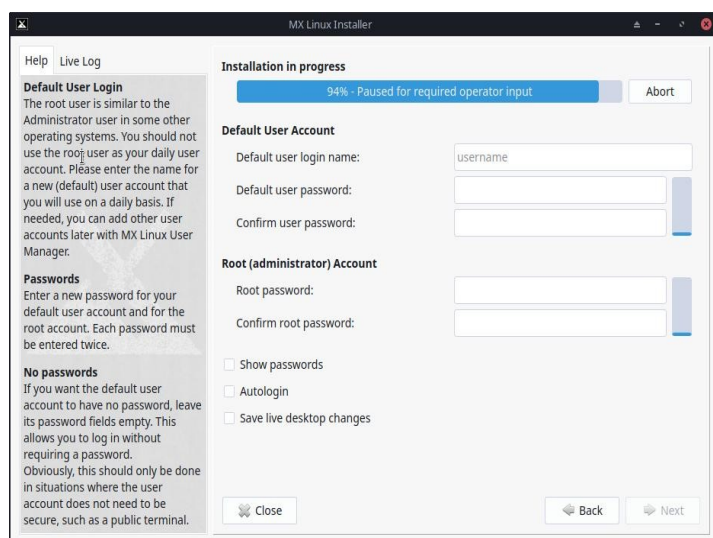 MX Linux Installer
Help
Live Log
Default User Login
The root user is similar to the
Administrator user in some other
operating systems. You should not
use the root user as your daily user
account. Please enter the name for
a new (default) user account that
you will use on a daily basis. If
needed, you can add other user
accounts later with MX Linux User
Manager.
Passwords
Enter a new password for your
default user account and for the
root account. Each password must
be entered twice.
No passwords
If you want the default user
account to have no password, leave
its password fields empty. This
allows you to log in without
requiring a password.
Obviously, this should only be done
in situations where the user
account does not need to be
secure, such as a public terminal.
Installation in progress
94% - Paused for required operator input
Abort
Default User Account
Default user login name:
username
Default user password:
Confirm user password:
Root (administrator) Account
Root password:
Confirm root password:
Show passwords
Autologin
Save live desktop changes
Close
Back
Next